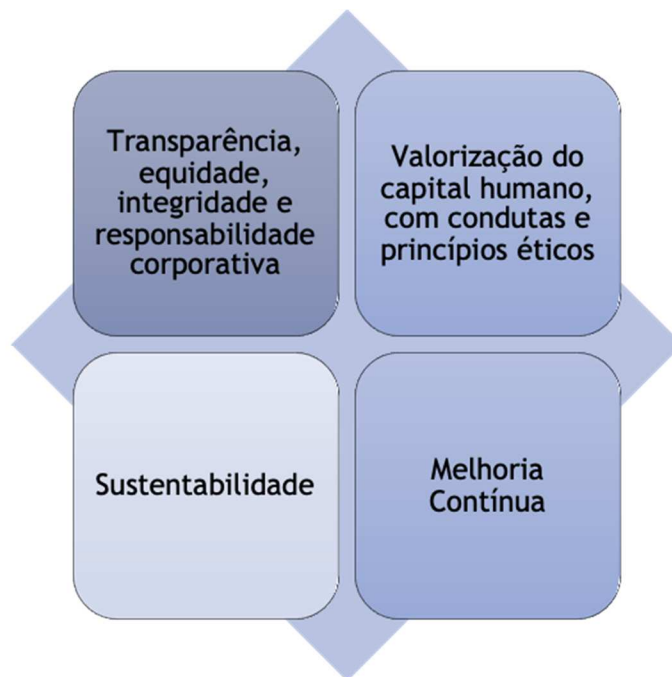 Transparência,
equidade,
integridade e
responsabilidade
corporativa
Valorização do
capital humano,
com condutas e
princípios éticos
Sustentabilidade
Melhoria
Contínua